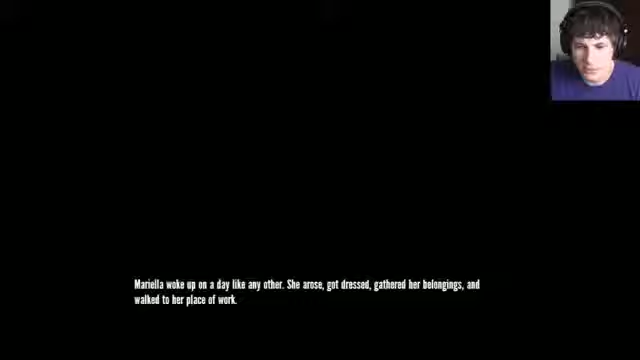 Mariella woke up on a day like any other. She arose, got dressed, gathered her belongings, and
walked to her place of work.